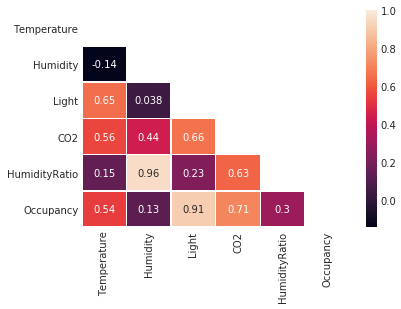 Temperature
Humidity -0.14
Light 0.65 0.038
CO2 0.56 0.44 0.66
HumidityRatio 0.15 0.96 0.23 0.63
Occupancy 0.54 0.13 0.91 0.71 0.3
Temperature
Humidity
Light
CO2
HumidityRatio
Occupancy
1.0
0.8
0.6
0.4
0.2
0.0